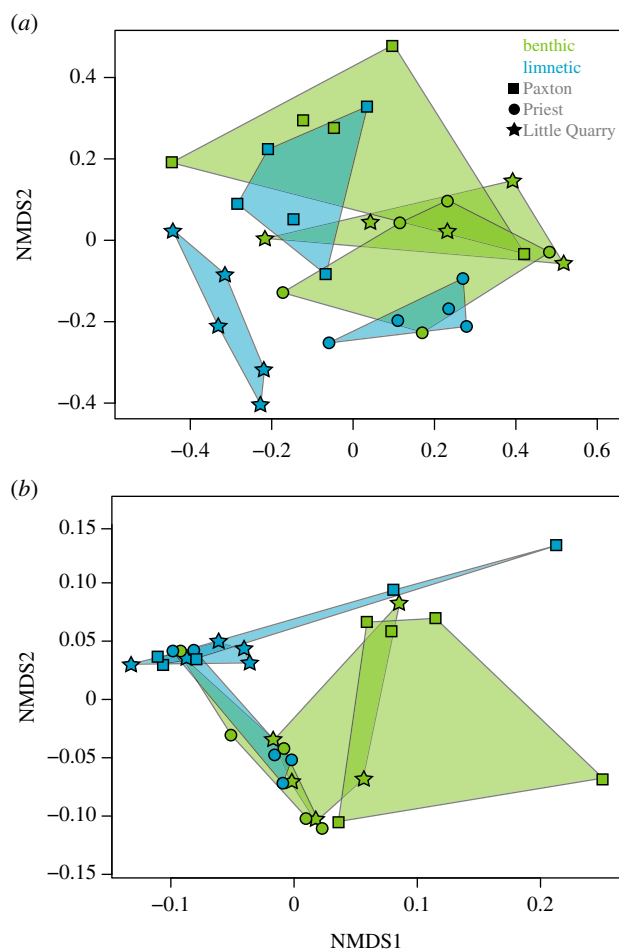 (a)
benthic
limnetic
Paxton
Priest
Little Quarry
NMDS2
0.4
0.2
0
−0.2
−0.4
−0.4 −0.2 0 0.2 0.4 0.6
(b)
NMDS2
0.15
0.10
0.05
0
−0.05
−0.10
−0.15
−0.1 0 0.1 0.2
NMDS1